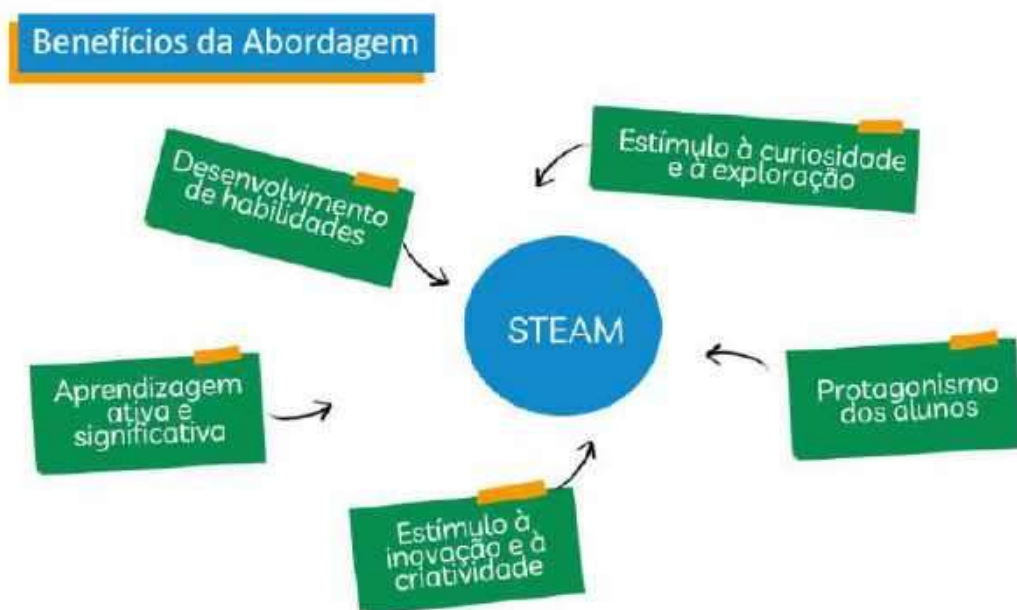 Benefícios da Abordagem
Desenvolvimento
de habilidades
Estímulo à curiosidade
e à exploração
STEAM
Aprendizagem
ativa e
significativa
Protagonismo
dos alunos
Estímulo à
inovação e à
criatividade